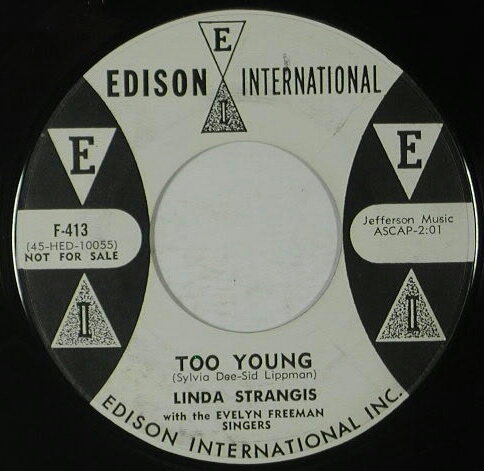 E
EDISON INTERNATIONAL
I
E
E
F-413
(45-HED-10055)
NOT FOR SALE
Jefferson Music
ASCAP-2:01
I
I
TOO YOUNG
(Sylvia Dee-Sid Lippman)
LINDA STRANGIS
with the EVELYN FREEMAN
SINGERS
EDISON INTERNATIONAL INC.